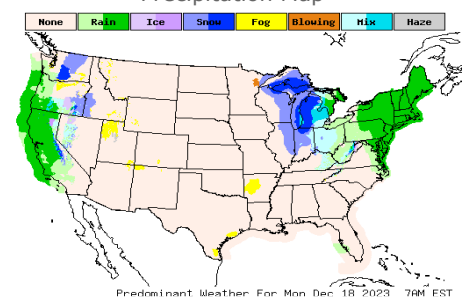 Precipitation Map
None Rain Ice Snow Fog Blowing Mix Haze
Predominant Weather For Mon Dec 18 2023 7AM EST